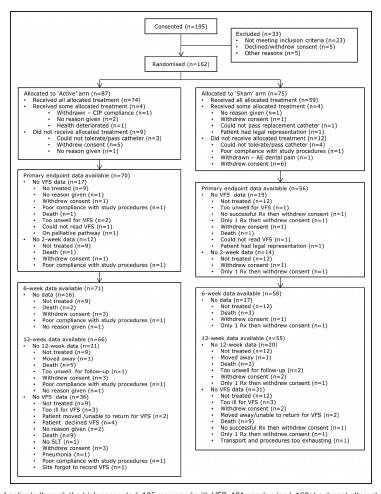 Consented (n=195)
Excluded (n=33)
• Not meeting inclusion criteria (n=23)
• Declined/withdrew consent (n=5)
• Other reasons (n=5)
Randomised (n=162)
Allocated to 'Active' arm (n=87)
• Received all allocated treatment (n=74)
• Received some allocated treatment (n=4)
• Withdrawn – CIP compliance (n=1)
• No reason given (n=2)
• Health deteriorated (n=1)
• Did not receive allocated treatment (n=9)
• Could not tolerate/pass catheter (n=3)
• Withdrew consent (n=5)
• No reason given (n=1)
Allocated to 'Sham' arm (n=75)
• Received all allocated treatment (n=59)
• Received some allocated treatment (n=4)
• No reason given (n=1)
• Withdrew consent (n=1)
• Could not pass replacement catheter (n=1)
• Patient had legal representation (n=1)
• Did not receive allocated treatment (n=12)
• Could not tolerate/pass catheter (n=4)
• Poor compliance with study procedures (n=1)
• Withdrawn – AE dental pain (n=1)
• Withdrew consent (n=6)
Primary endpoint data available (n=70)
• No VFS data (n=17)
• Not treated (n=9)
• No reason given (n=1)
• Withdrew consent (n=1)
• Poor compliance with study procedures (n=1)
• Death (n=1)
• Too unwell for VFS (n=2)
• Could not read VFS (n=1)
• On palliative pathway (n=1)
• No 2-week data (n=12)
• Not treated (n=9)
• Death (n=1)
• Withdrew consent (n=1)
• Poor compliance with study procedures (n=1)
Primary endpoint data available (n=56)
• No VFS data (n=19)
• Not treated (n=12)
• Too unwell for VFS (n=1)
• No successful Rx then withdrew consent (n=1)
• Only 1 Rx then withdrew consent (n=1)
• Withdrew consent (n=1)
• Death (n=1)
• Could not read VFS (n=1)
• Patient had legal representation (n=1)
• No 2-week data (n=14)
• Not treated (n=12)
• Withdrew consent (n=1)
• Only 1 Rx then withdrew consent (n=1)
6-week data available (n=71)
• No data (n=16)
• Not treated (n=9)
• Death (n=2)
• Withdrew consent (n=3)
• Poor compliance with study procedures (n=1)
• No reason given (n=1)
12-week data available (n=66)
• No 12-week data (n=21)
• Not treated (n=9)
• Moved away (n=1)
• Death (n=5)
• Too unwell for follow-up (n=1)
• Withdrew consent (n=3)
• Poor compliance with study procedures (n=1)
• No reason given (n=1)
• No VFS data (n=36)
• Not treated (n=9)
• Too ill for VFS (n=3)
• Patient moved /unable to return for VFS (n=2)
• Patient declined VFS (n=4)
• No reason given (n=2)
• Death (n=9)
• No SLT (n=1)
• Withdrew consent (n=3)
• Pneumonia (n=1)
• Poor compliance with study procedures (n=1)
• Site forgot to record VFS (n=1)
6-week data available (n=58)
• No data (n=17)
• Not treated (n=12)
• Death (n=3)
• Withdrew consent (n=1)
• Only 1 Rx then withdrew consent (n=1)
12-week data available (n=55)
• No 12-week data (n=20)
• Not treated (n=12)
• Moved away (n=1)
• Death (n=2)
• Too unwell for follow-up (n=2)
• Withdrew consent (n=2)
• Only 1 Rx then withdrew consent (n=1)
• No VFS data (n=31)
• Not treated (n=12)
• Too ill for VFS (n=3)
• Withdrew consent (n=2)
• Moved away/unable to return for VFS (n=2)
• Death (n=9)
• No successful Rx then withdrew consent (n=1)
• Only 1 Rx then withdrew consent (n=1)
• Transport and procedures too exhausting (n=1)